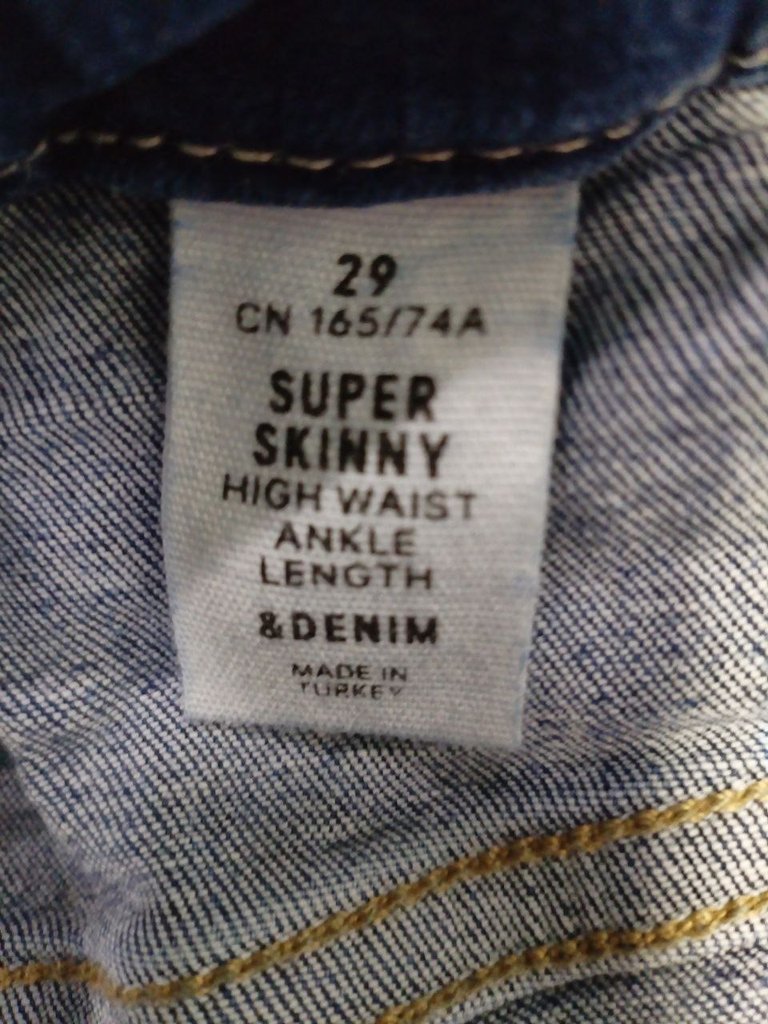 29
CN 165/74A
SUPER
SKINNY
HIGH WAIST
ANKLE
LENGTH
&DENIM
MADE IN
TURKEY